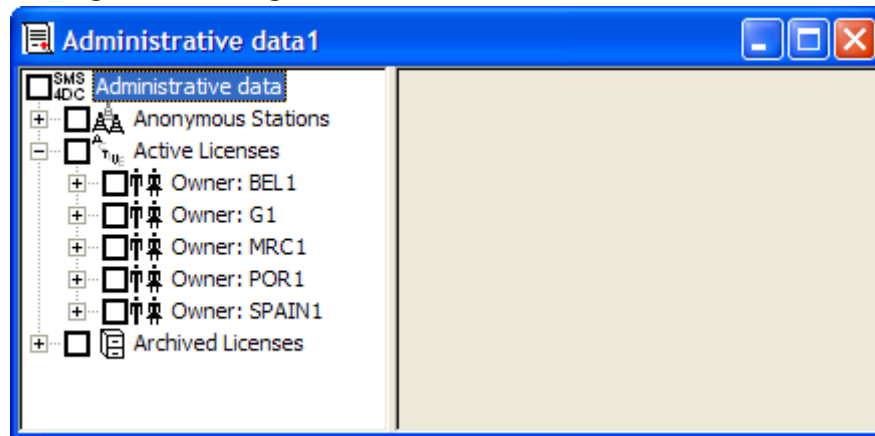 Administrative data1
SMS 4DC Administrative data
Anonymous Stations
Active Licenses
Owner: BEL1
Owner: G1
Owner: MRC1
Owner: POR1
Owner: SPAIN1
Archived Licenses